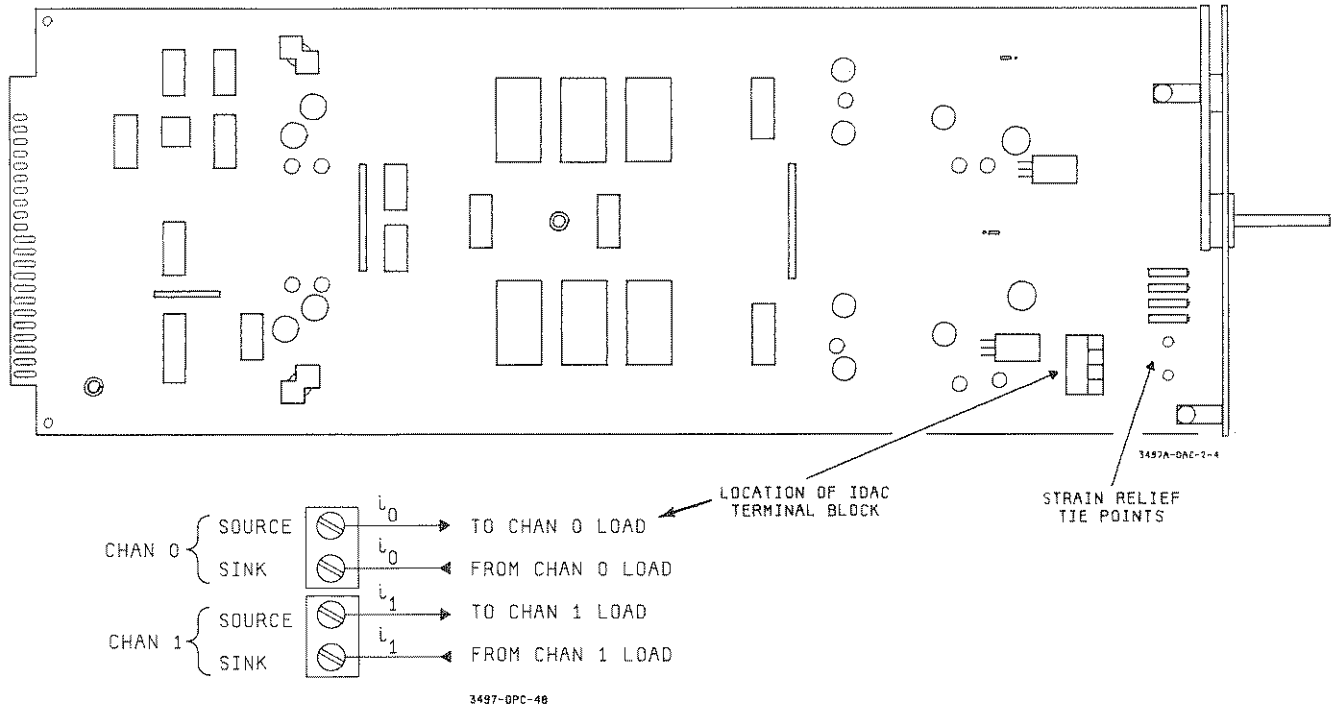 3497A-DAC-2-4
LOCATION OF IDAC
TERMINAL BLOCK
STRAIN RELIEF
TIE POINTS
CHAN 0
SOURCE
i0
TO CHAN 0 LOAD
SINK
i0
FROM CHAN 0 LOAD
CHAN 1
SOURCE
i1
TO CHAN 1 LOAD
SINK
i1
FROM CHAN 1 LOAD
3497-OPC-48